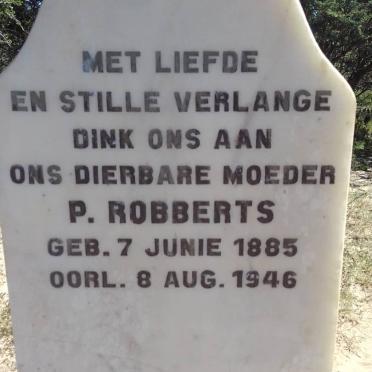 MET LIEFDE
EN STILLE VERLANGE
DINK ONS AAN
ONS DIERBARE MOEDER
P. ROBBERTS
GEB. 7 JUNIE 1885
OORL. 8 AUG. 1946